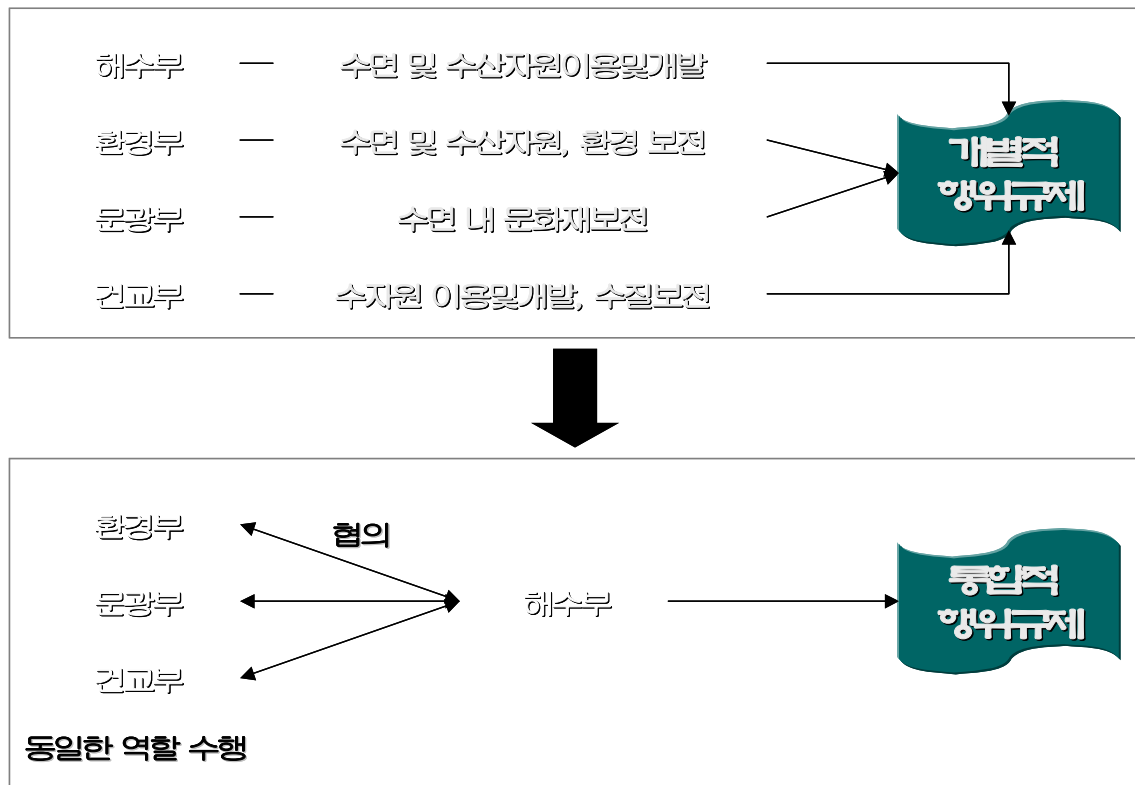 해수부 — 수면 및 수산자원이용및개발
환경부 — 수면 및 수산자원, 환경 보전
문광부 — 수면 내 문화재보전
건교부 — 수자원 이용및개발, 수질보전
개별적
행위규제
환경부
협의
문광부
해수부
건교부
통합적
행위규제
동일한 역할 수행